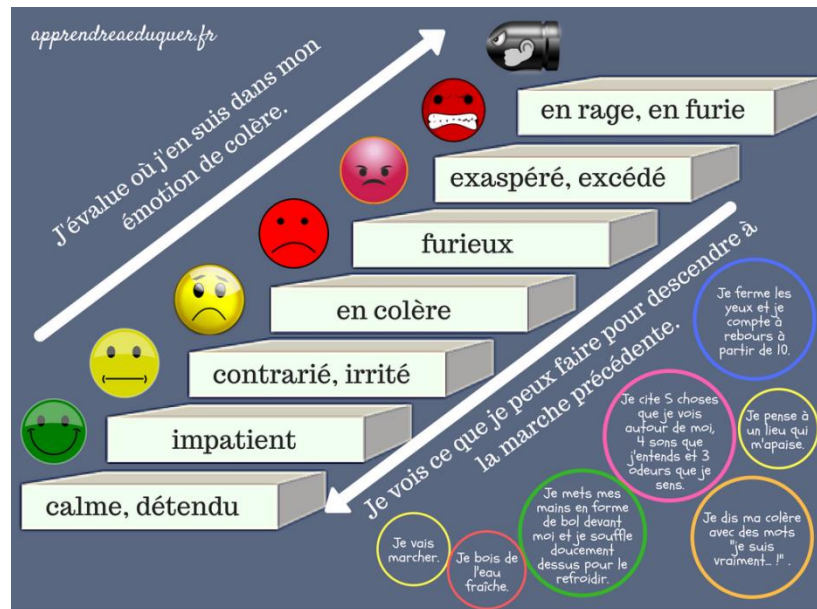 apprendreaeduquer.fr
J'évalue où j'en suis dans mon
émotion de colère.
en rage, en furie
exaspéré, excédé
furieux
en colère
contrarié, irrité
impatient
calme, détendu
Je vois ce que je peux faire pour descendre à
la marche précédente.
Je ferme les
yeux et je
compte à
rebours à
partir de 10.
Je cite 5 choses
que je vois
autour de moi,
4 sons que
j'entends et 3
odeurs que je
sens.
Je pense à
un lieu qui
m'apaise.
Je mets mes
mains en forme
de bol devant
moi et je souffle
doucement
dessus pour le
refroidir.
Je dis ma colère
avec des mots
"je suis
vraiment... !" .
Je vais
marcher.
Je bois de
l'eau
fraîche.